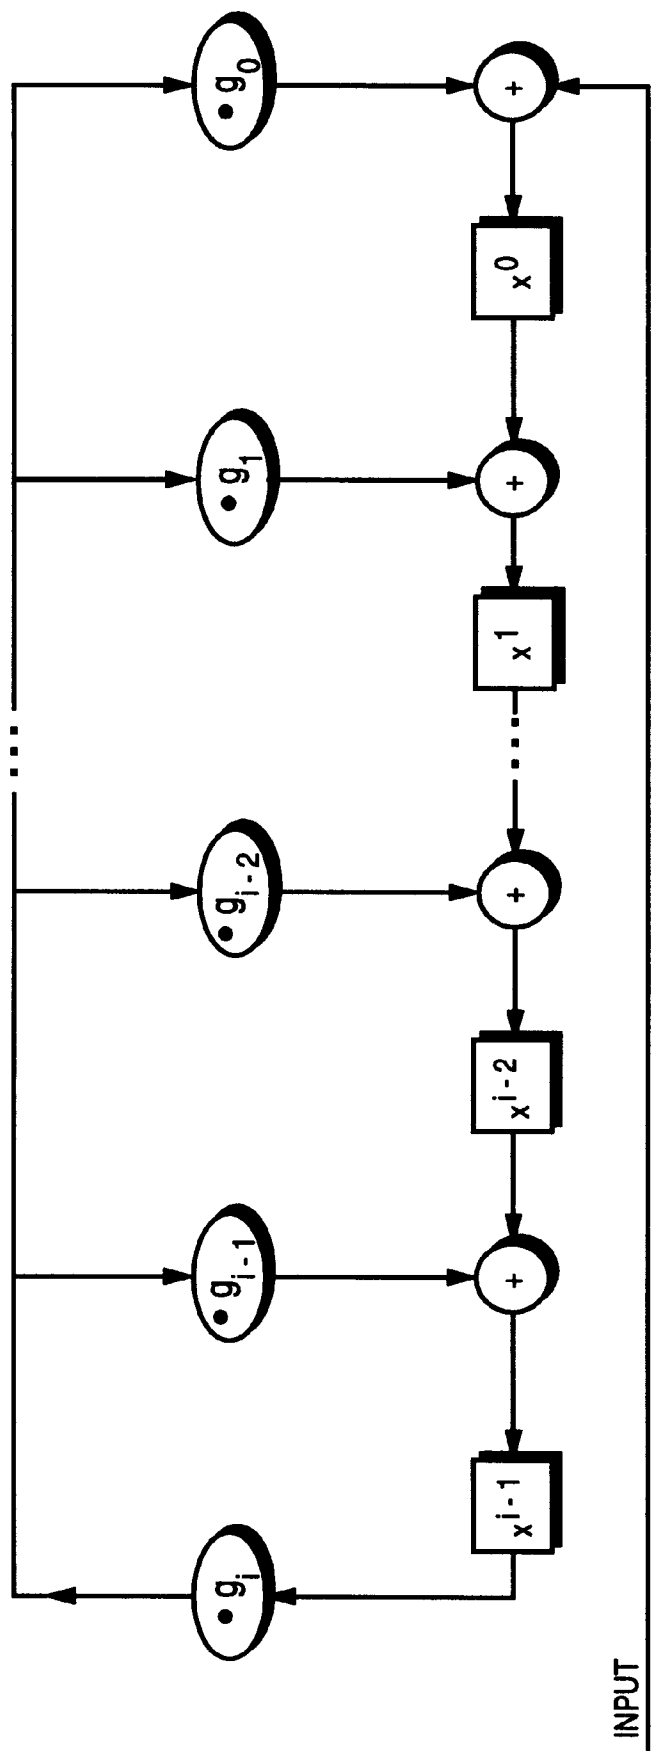 • gᵢ
• gᵢ₋₁
• gᵢ₋₂
• g₁
• g₀
xⁱ⁻¹
+
xⁱ⁻²
+
...
x¹
+
x⁰
+
...
INPUT